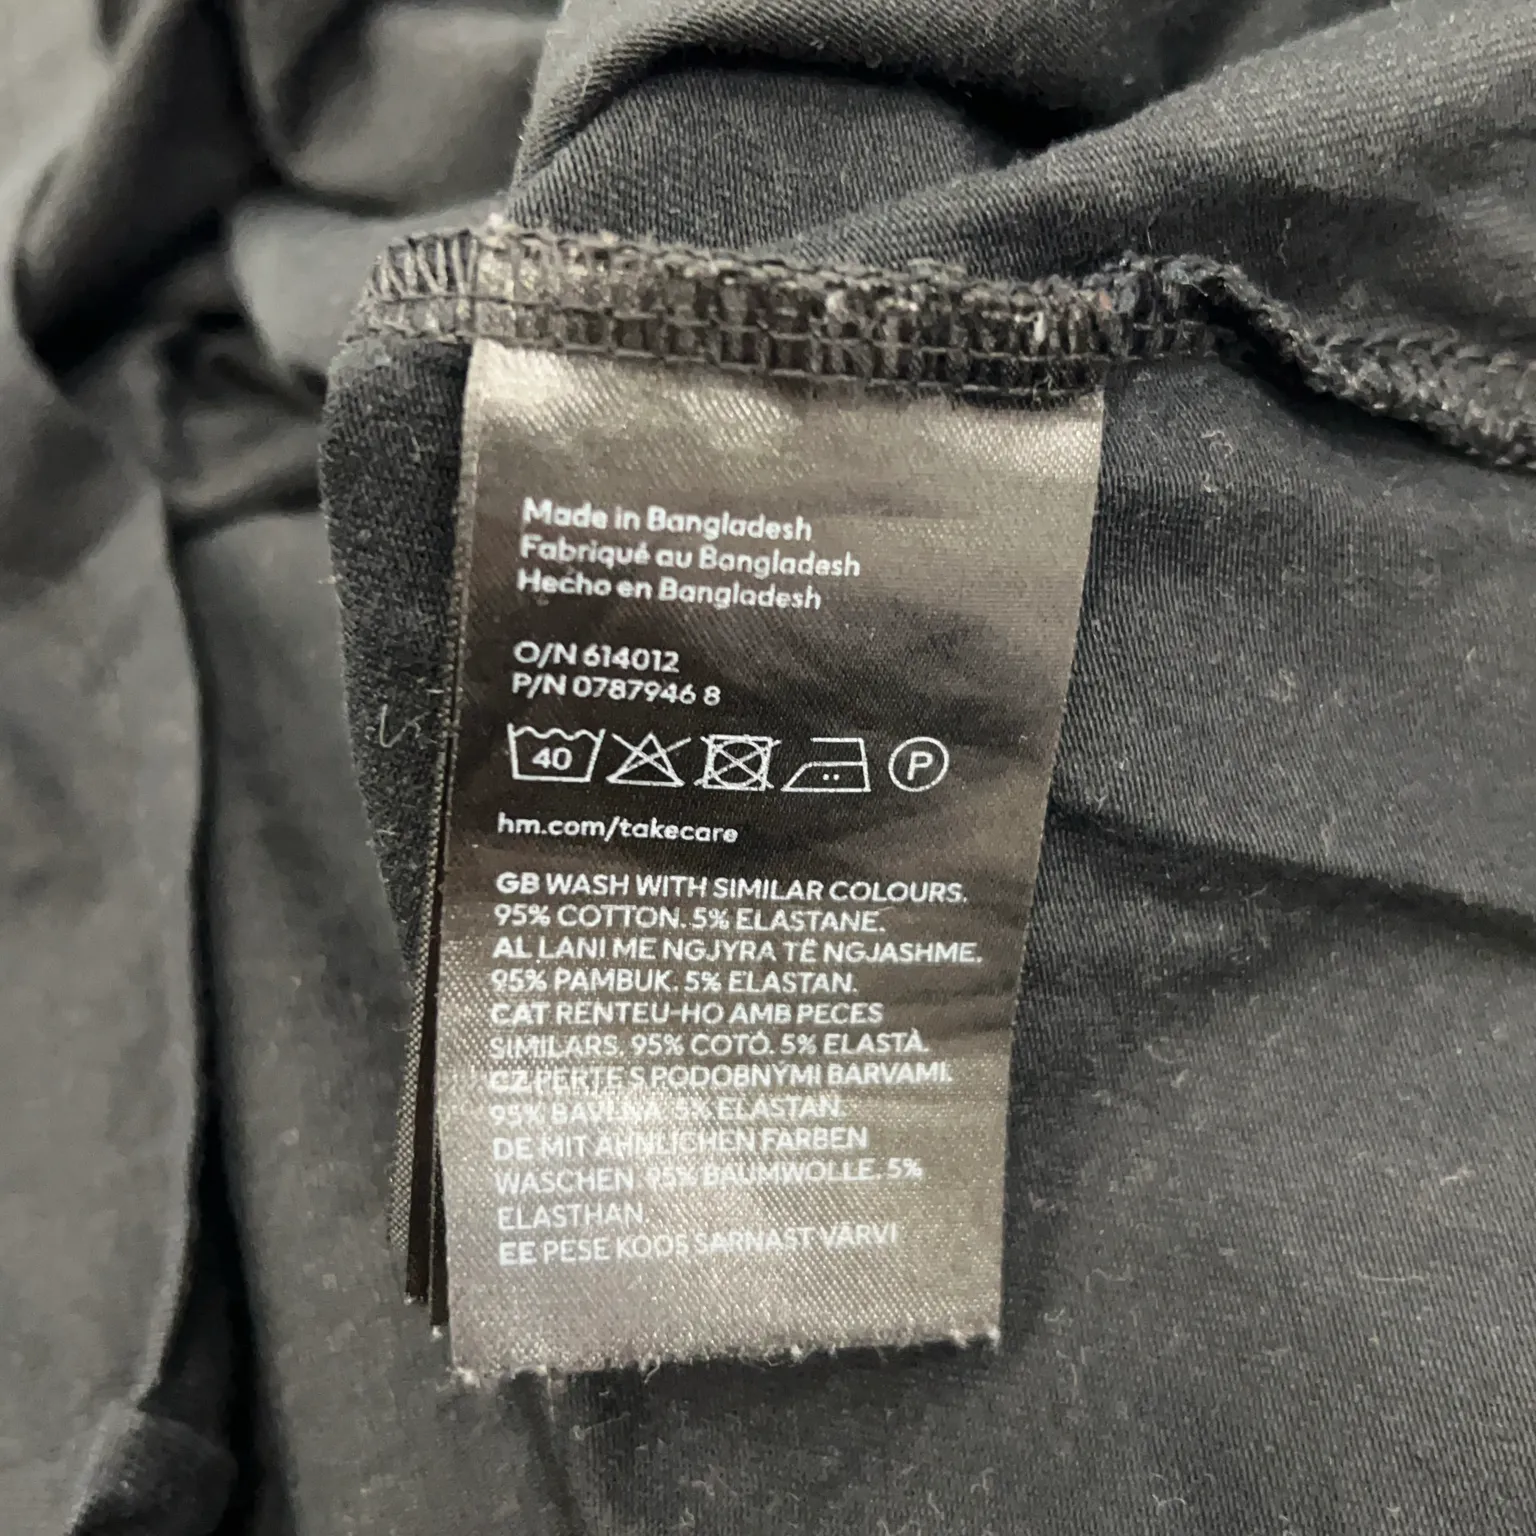 Made in Bangladesh
Fabriqué au Bangladesh
Hecho en Bangladesh
O/N 614012
P/N 0787946 8
40 P
hm.com/takecare
GB WASH WITH SIMILAR COLOURS.
95% COTTON. 5% ELASTANE.
AL LANI ME NGJYRA TË NGJASHME.
95% PAMBUK. 5% ELASTAN.
CAT RENTEU-HO AMB PECES
SIMILARS. 95% COTÓ. 5% ELASTÀ.
CZ PERTE S PODOBNÝMI BARVAMI.
95% BAVLNA. 5% ELASTAN.
DE MIT ÄHNLICHEN FARBEN
WASCHEN. 95% BAUMWOLLE. 5%
ELASTHAN.
EE PESE KOOS SARNAST VÄRVI